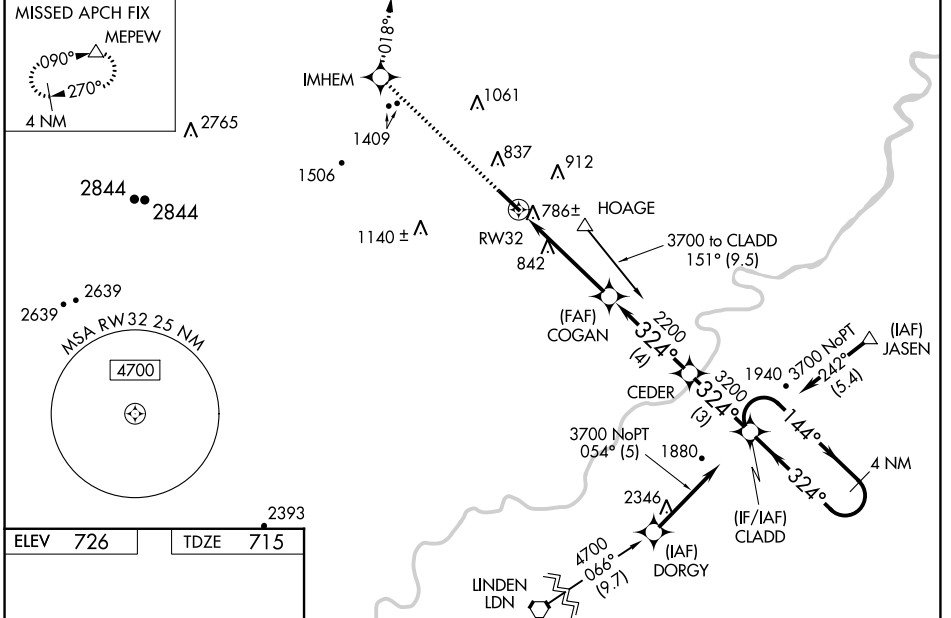 MISSED APCH FIX
MEPEW
090°
270°
4 NM
018°
IMHEM
1061
2765
1409
837
912
1506
2844
2844
786±
HOAGE
1140 ±
RW32
842
3700 to CLADD
151° (9.5)
2639
2639
(FAF)
COGAN
2200
324°
(4)
(IAF)
JASEN
MSA RW32 25 NM
4700
CEDER
3200
324°
(3)
1940
3700 NoPT
242°
(5.4)
3700 NoPT
054° (5)
1880
144°
4 NM
324°
2346
(IF/IAF)
CLADD
2393
ELEV 726
TDZE 715
(IAF)
DORGY
4700
066°
(9.7)
LINDEN
LDN